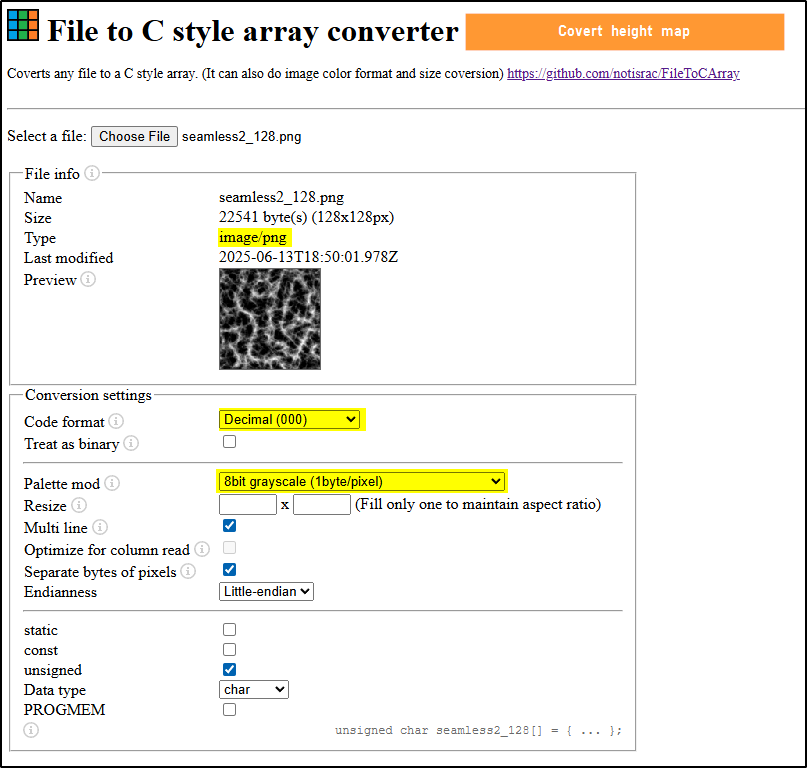 File to C style array converter
Covert height map
Coverts any file to a C style array. (It can also do image color format and size coversion) https://github.com/notisrac/FileToCArray
Select a file: Choose File seamless2_128.png
File info
Name seamless2_128.png
Size 22541 byte(s) (128x128px)
Type image/png
Last modified 2025-06-13T18:50:01.978Z
Preview
Conversion settings
Code format Decimal (000)
Treat as binary
Palette mod 8bit grayscale (1byte/pixel)
Resize x (Fill only one to maintain aspect ratio)
Multi line
Optimize for column read
Separate bytes of pixels
Endianness Little-endian
static
const
unsigned
Data type char
PROGMEM
unsigned char seamless2_128[] = { ... };